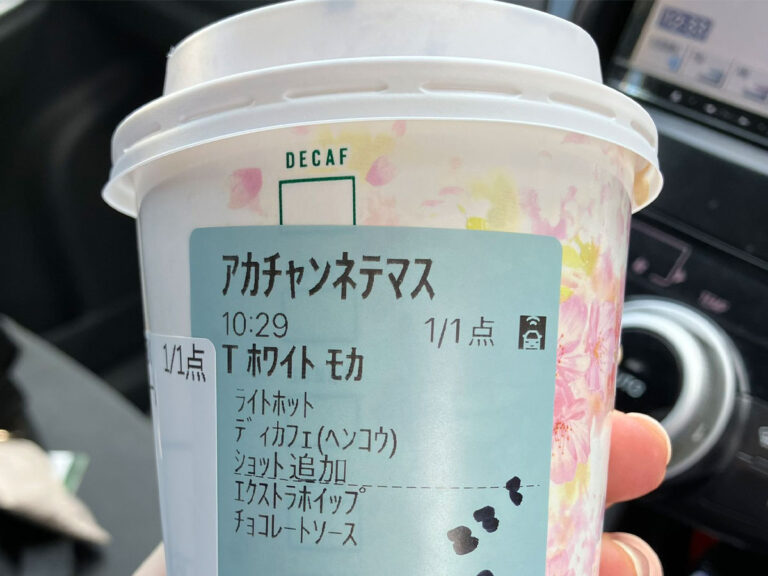 DECAF
アカチャンネテマス
10:29 1/1点
1/1点
T ホワイト モカ
ライトホット
ディカフェ(ヘンコウ)
ショット追加
エクストラホイップ
チョコレートソース